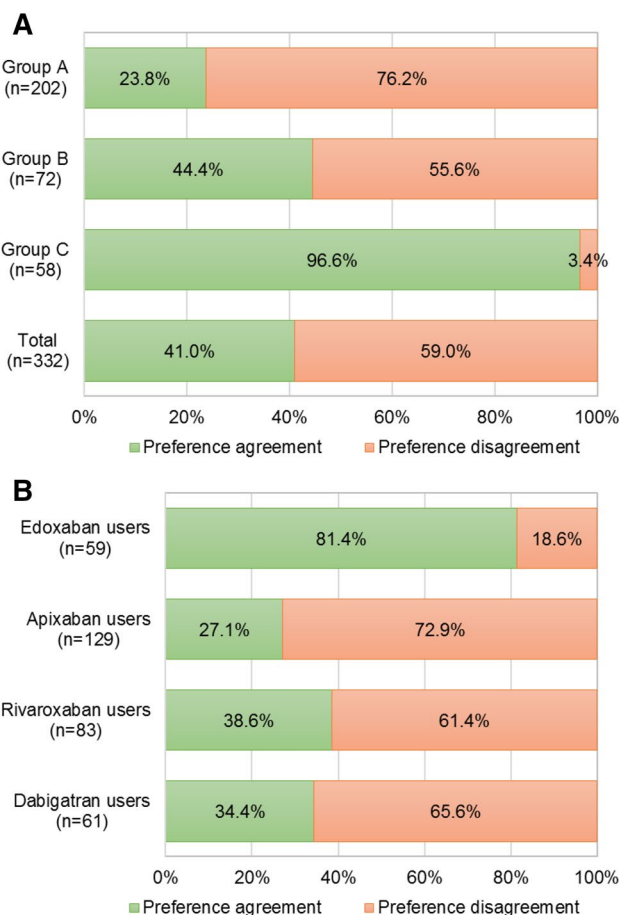 A
Group A
(n=202)
23.8%
76.2%
Group B
(n=72)
44.4%
55.6%
Group C
(n=58)
96.6%
3.4%
Total
(n=332)
41.0%
59.0%
0%
20%
40%
60%
80%
100%
Preference agreement
Preference disagreement
B
Edoxaban users
(n=59)
81.4%
18.6%
Apixaban users
(n=129)
27.1%
72.9%
Rivaroxaban users
(n=83)
38.6%
61.4%
Dabigatran users
(n=61)
34.4%
65.6%
0%
20%
40%
60%
80%
100%
Preference agreement
Preference disagreement